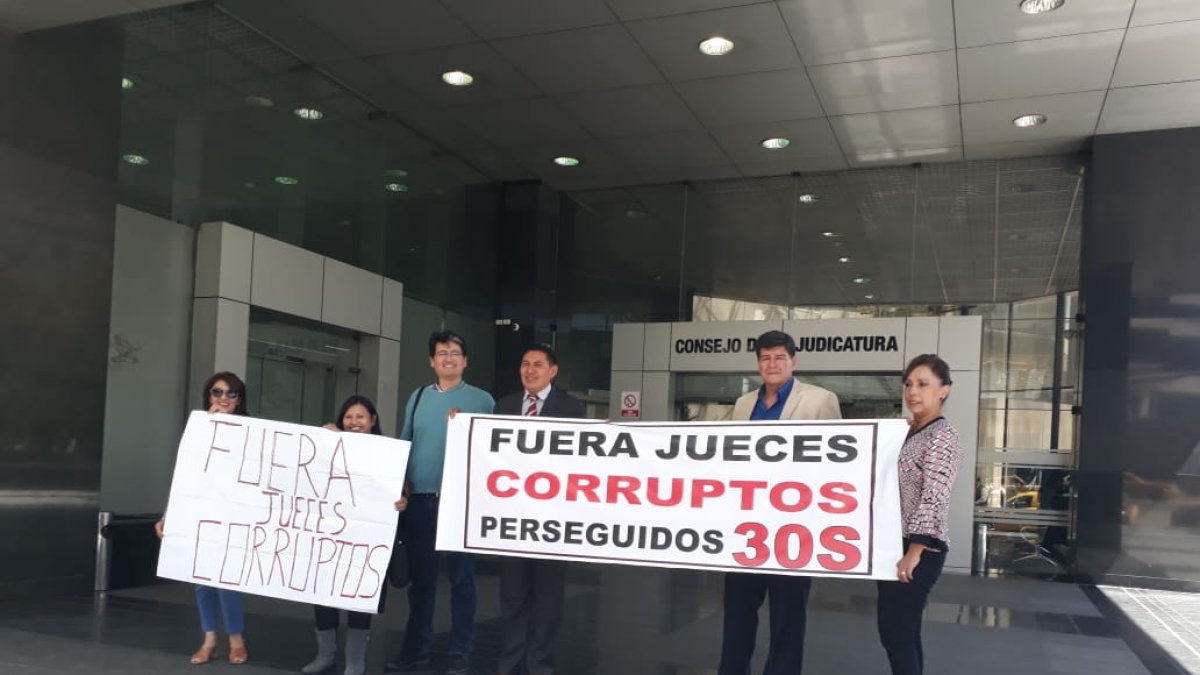 CONSEJO D JUDICATURA
FUERA
JUECES
CORRUPTOS
FUERA JUECES
CORRUPTOS
PERSEGUIDOS 30S